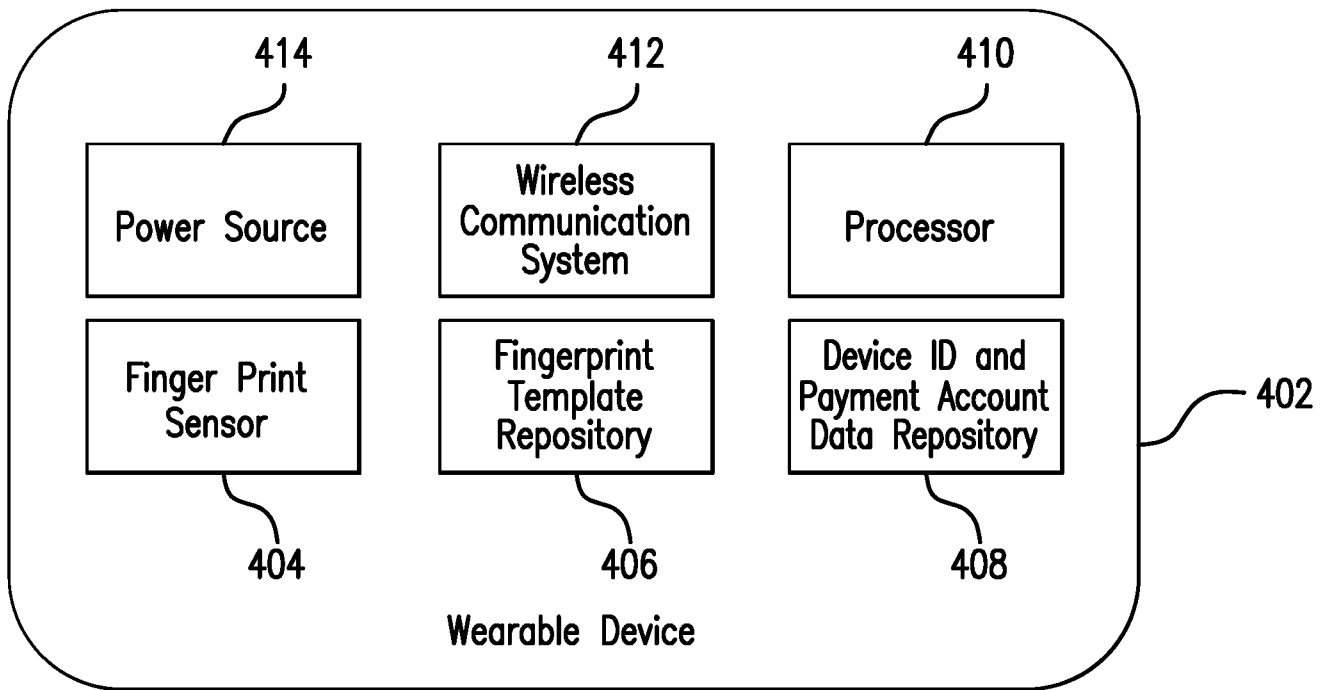 414
412
410
Power Source
Wireless
Communication
System
Processor
Finger Print
Sensor
Fingerprint
Template
Repository
Device ID and
Payment Account
Data Repository
402
404
406
408
Wearable Device